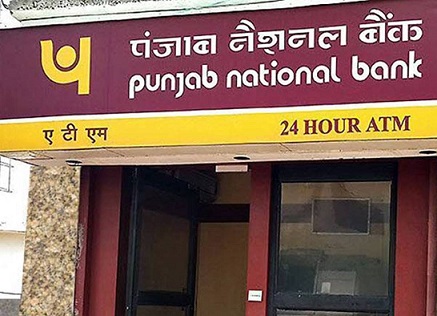 पंजाब नैशनल बैंक
punjab national bank
ए टी एम
24 HOUR ATM